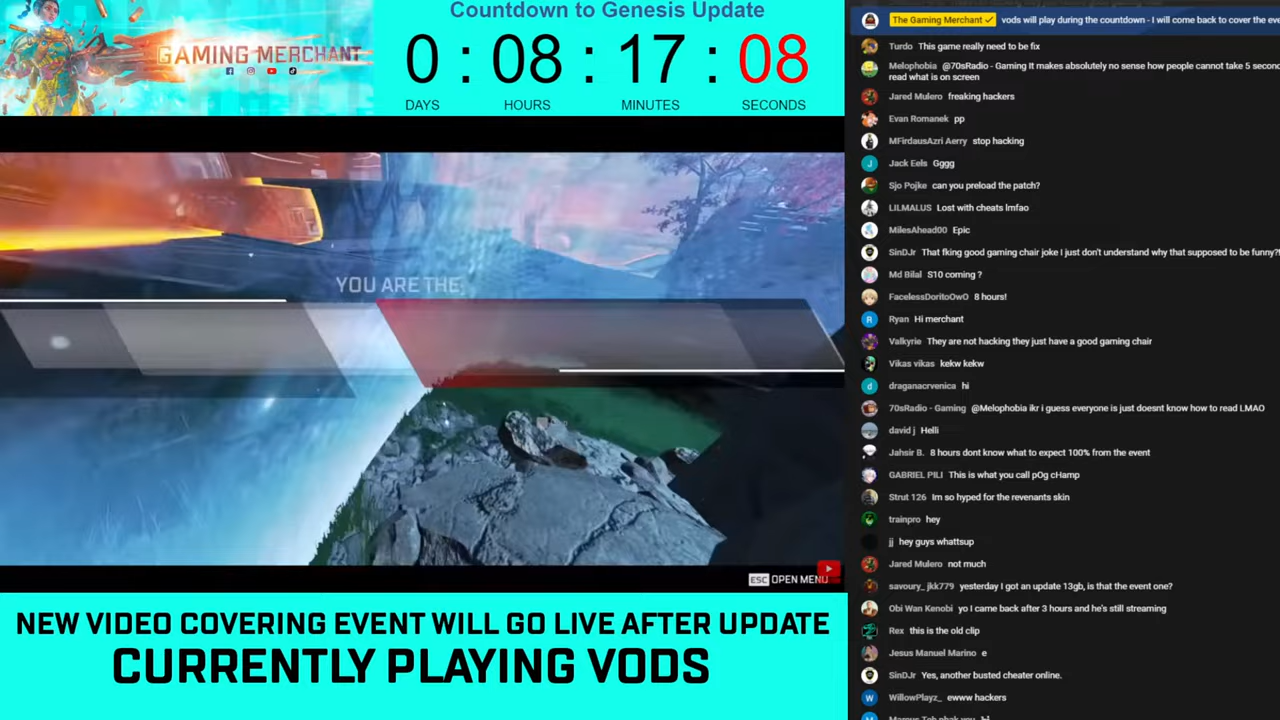 GAMING MERCHANT
Countdown to Genesis Update
0 : 08 : 17 : 08
DAYS HOURS MINUTES SECONDS
YOU ARE THE
ESC OPEN MENU
NEW VIDEO COVERING EVENT WILL GO LIVE AFTER UPDATE
CURRENTLY PLAYING VODS
The Gaming Merchant vods will play during the countdown - I will come back to cover the eve
Turdo This game really need to be fix
Melophobia @70sRadio - Gaming It makes absolutely no sense how people cannot take 5 second
read what is on screen
Jared Mulero freaking hackers
Evan Romanek pp
MFirdausAzri Aerry stop hacking
J Jack Eels Gggg
Sjo Pojke can you preload the patch?
LILMALUS Lost with cheats lmfao
MilesAhead00 Epic
SinDJr That fking good gaming chair joke I just don't understand why that supposed to be funny?!
Md Bilal S10 coming ?
FacelessDoritoOwO 8 hours!
R Ryan Hi merchant
Valkyrie They are not hacking they just have a good gaming chair
Vikas vikas kekw kekw
d draganacrvenica hi
70sRadio - Gaming @Melophobia ikr i guess everyone is just doesnt know how to read LMAO
david j Helli
Jahsir B. 8 hours dont know what to expect 100% from the event
GABRIEL PILI This is what you call pOg cHamp
Strut 126 Im so hyped for the revenants skin
trainpro hey
jj hey guys whattsup
Jared Mulero not much
savoury_ jkk779 yesterday I got an update 13gb, is that the event one?
Obi Wan Kenobi yo I came back after 3 hours and he's still streaming
Rex this is the old clip
Jesus Manuel Marino e
SinDJr Yes, another busted cheater online.
W WillowPlayz_ ewww hackers